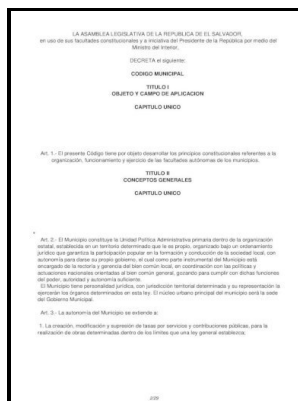 LA ASAMBLEA LEGISLATIVA DE LA REPUBLICA DE EL SALVADOR,
en uso de sus facultades constitucionales y a iniciativa del Presidente de la República por medio del
Ministro del Interior.
DECRETA el siguiente:
CODIGO MUNICIPAL
TITULO I
OBJETO Y CAMPO DE APLICACION
CAPITULO UNICO
Art. 1.- El presente Código tiene por objeto desarrollar los principios constitucionales referentes a la
organización, funcionamiento y ejercicio de las facultades autónomas de los municipios.
TITULO II
CONCEPTOS GENERALES
CAPITULO UNICO
Art. 2.- El Municipio constituye la Unidad Política Administrativa primaria dentro de la organización
estatal, establecida en un territorio determinado que le es propio, organizado bajo un ordenamiento
jurídico que garantiza la participación popular en la formación y conducción de la sociedad local, con
autonomía para darse su propio gobierno, el cual como parte instrumental del Municipio está
encargado de la rectoría y gerencia del bien común local, en coordinación con las políticas y
actuaciones nacionales orientadas al bien común general, gozando para cumplir con dichas funciones
del poder, autoridad y autonomía suficiente.
El Municipio tiene personalidad jurídica, con jurisdicción territorial determinada y su representación la
ejercerán los órganos determinados en esta ley. El núcleo urbano principal del municipio será la sede
del Gobierno Municipal.
Art. 3.- La autonomía del Municipio se extiende a:
1. La creación, modificación y supresión de tasas por servicios y contribuciones públicas, para la
realización de obras determinadas dentro de los límites que una ley general establezca;